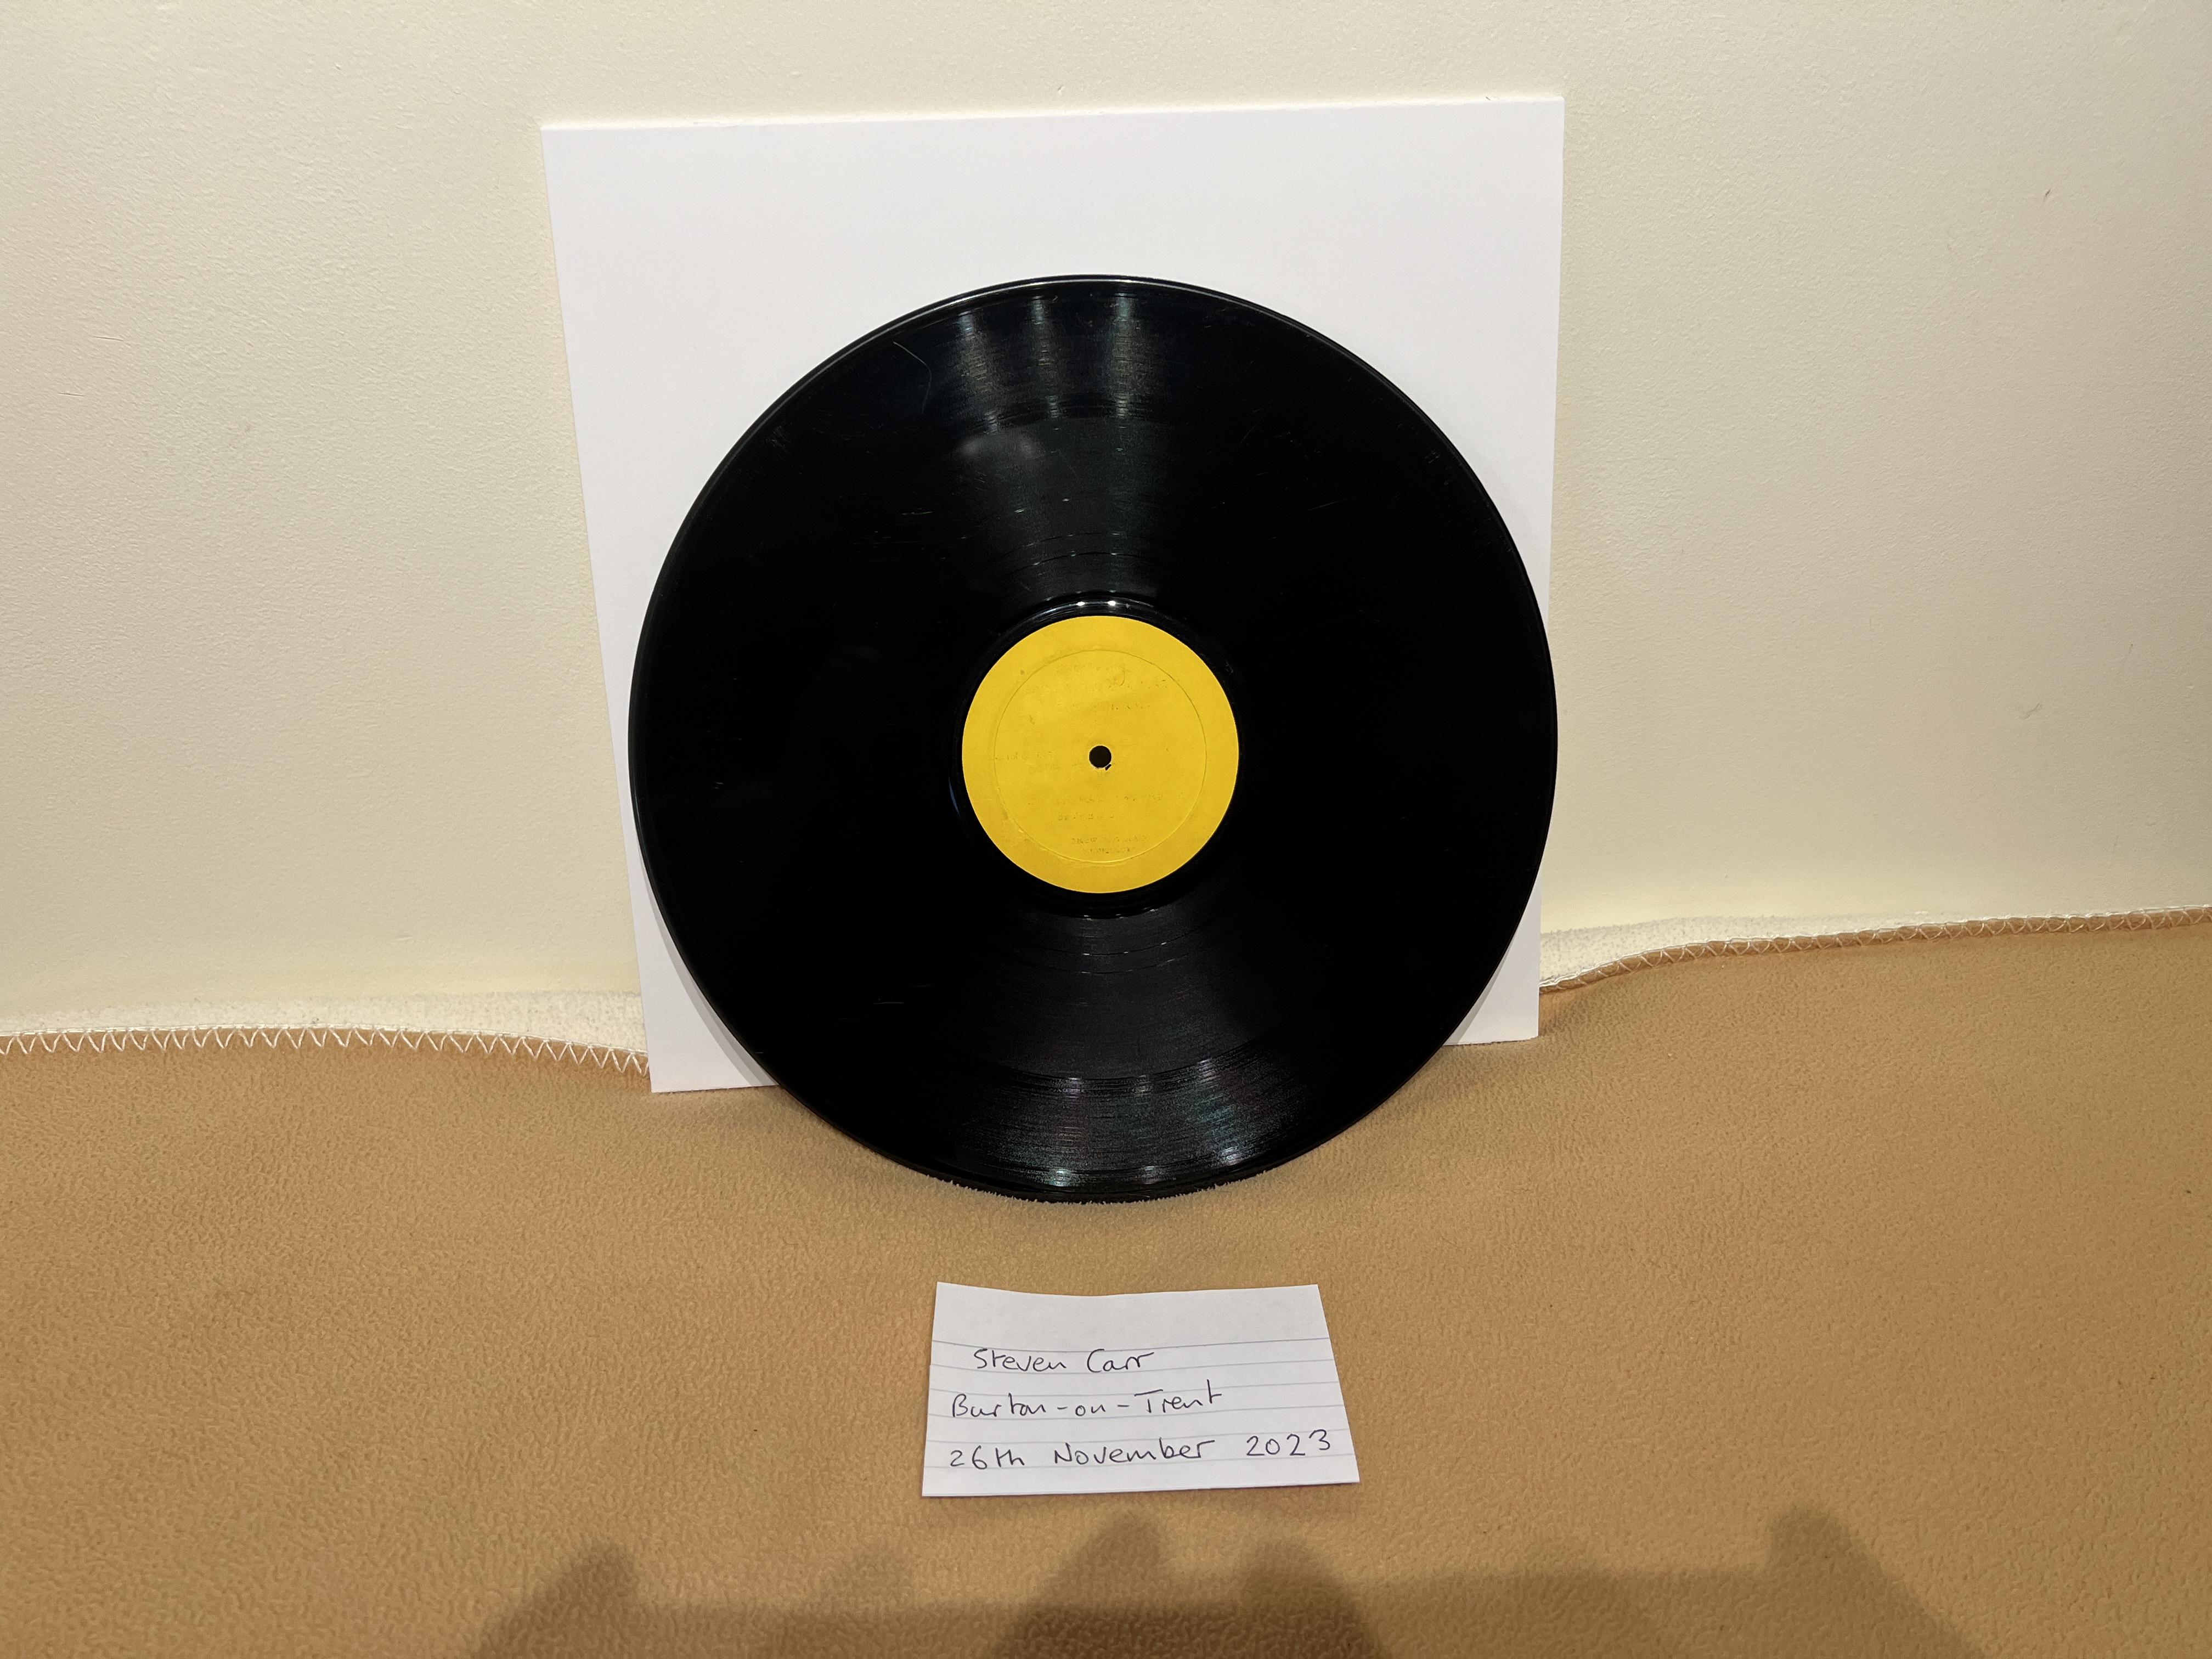 Steven Carr
Burton-on-Trent
26th November 2023